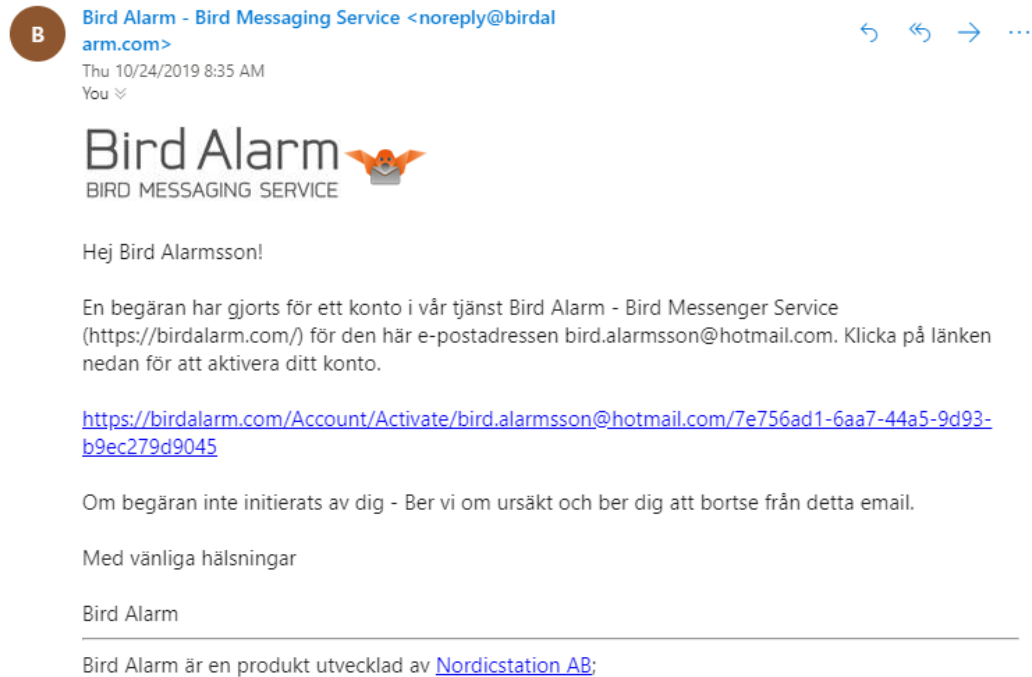 B
Bird Alarm - Bird Messaging Service <noreply@birdal
arm.com>
Thu 10/24/2019 8:35 AM
You
Bird Alarm
BIRD MESSAGING SERVICE
Hej Bird Alarmsson!
En begäran har gjorts för ett konto i vår tjänst Bird Alarm - Bird Messenger Service
(https://birdalarm.com/) för den här e-postadressen bird.alarmsson@hotmail.com. Klicka på länken
nedan för att aktivera ditt konto.
https://birdalarm.com/Account/Activate/bird.alarmsson@hotmail.com/7e756ad1-6aa7-44a5-9d93-
b9ec279d9045
Om begäran inte initierats av dig - Ber vi om ursäkt och ber dig att bortse från detta email.
Med vänliga hälsningar
Bird Alarm
Bird Alarm är en produkt utvecklad av Nordicstation AB;